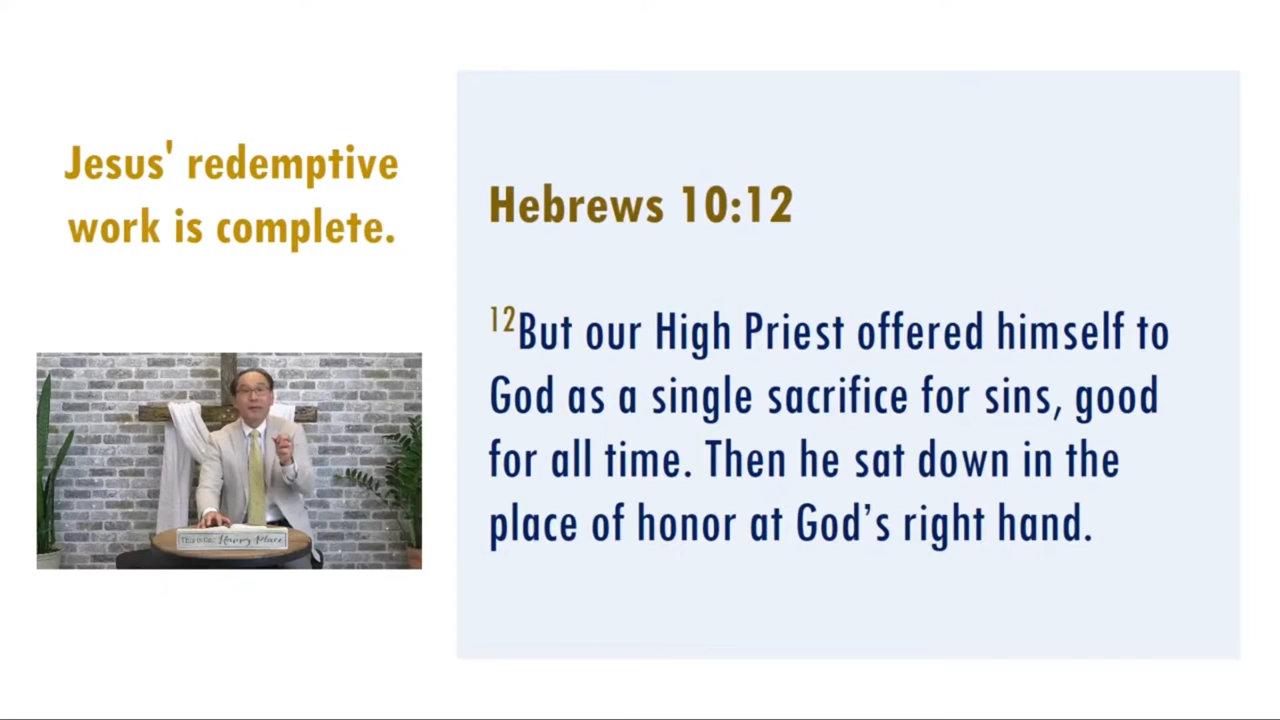 Jesus' redemptive
work is complete.
Hebrews 10:12
12But our High Priest offered himself to
God as a single sacrifice for sins, good
for all time. Then he sat down in the
place of honor at God’s right hand.
Happy Place